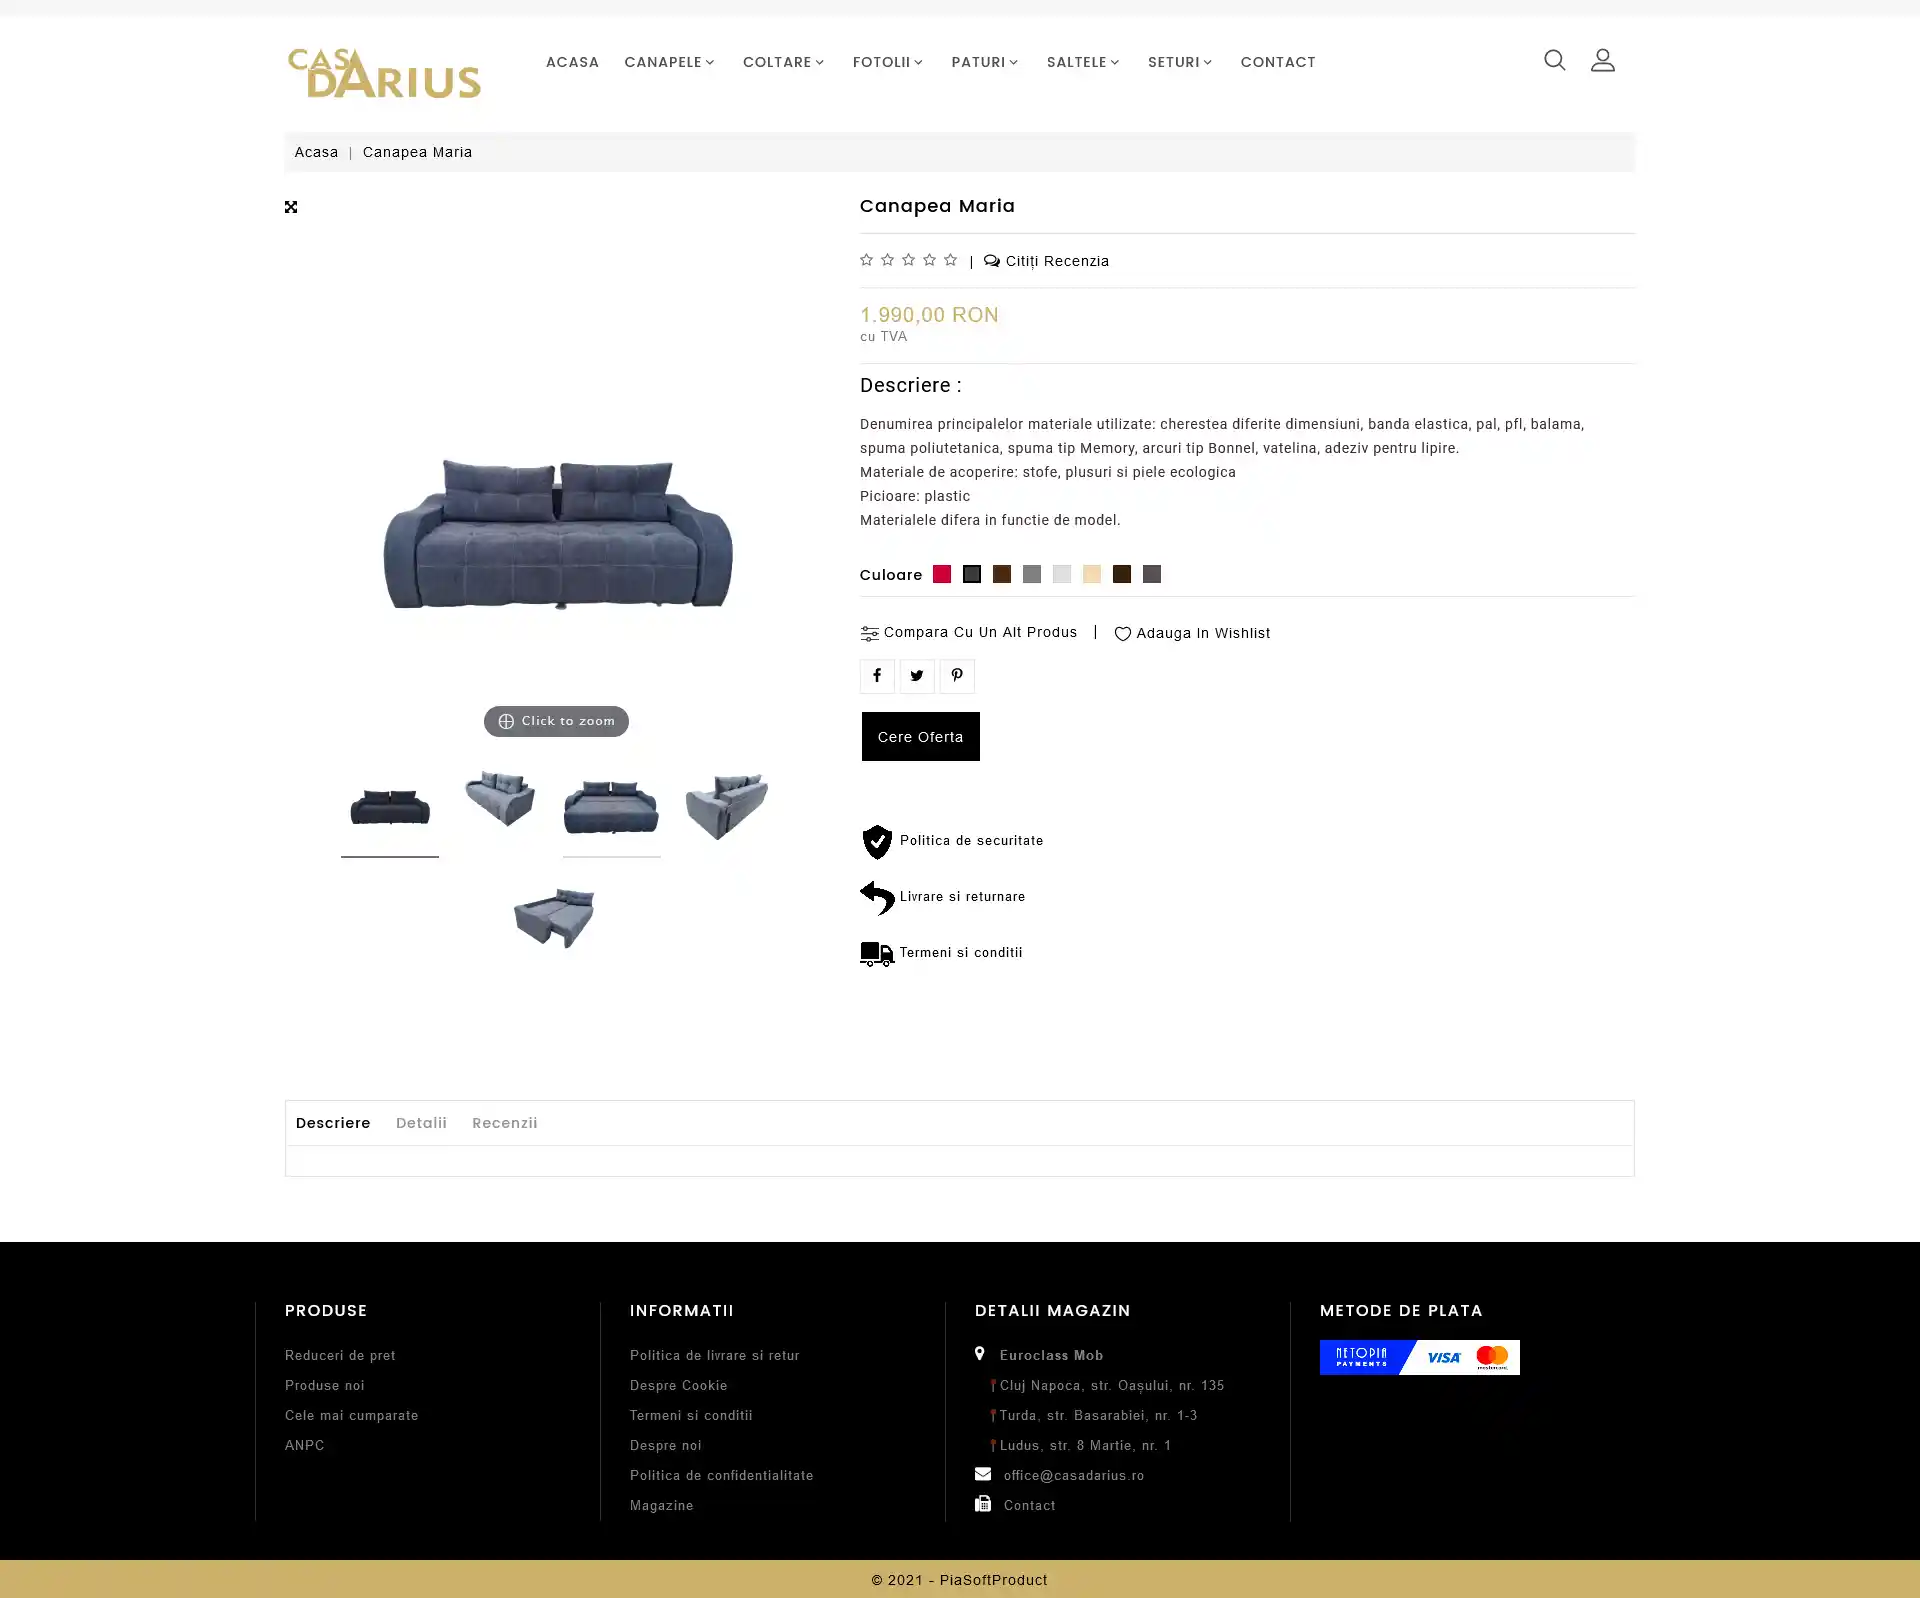 CASA
DARIUS
ACASA CANAPELE COLTARE FOTOLII PATURI SALTELE SETURI CONTACT
Acasa | Canapea Maria
Canapea Maria
| Citiți Recenzia
1.990,00 RON
cu TVA
Descriere :
Denumirea principalelor materiale utilizate: cherestea diferite dimensiuni, banda elastica, pal, pfl, balama,
spuma poliutetanica, spuma tip Memory, arcuri tip Bonnel, vatelina, adeziv pentru lipire.
Materiale de acoperire: stofe, plusuri si piele ecologica
Picioare: plastic
Materialele difera in functie de model.
Culoare
Compara Cu Un Alt Produs | Adauga In Wishlist
Click to zoom
Cere Oferta
Politica de securitate
Livrare si returnare
Termeni si conditii
Descriere Detalii Recenzii
PRODUSE
Reduceri de pret
Produse noi
Cele mai cumparate
ANPC
INFORMATII
Politica de livrare si retur
Despre Cookie
Termeni si conditii
Despre noi
Politica de confidentialitate
Magazine
DETALII MAGAZIN
Euroclass Mob
Cluj Napoca, str. Oașului, nr. 135
Turda, str. Basarabiei, nr. 1-3
Ludus, str. 8 Martie, nr. 1
office@casadarius.ro
Contact
METODE DE PLATA
NETOPIA
PAYMENTS
VISA
mastercard
© 2021 - PiaSoftProduct